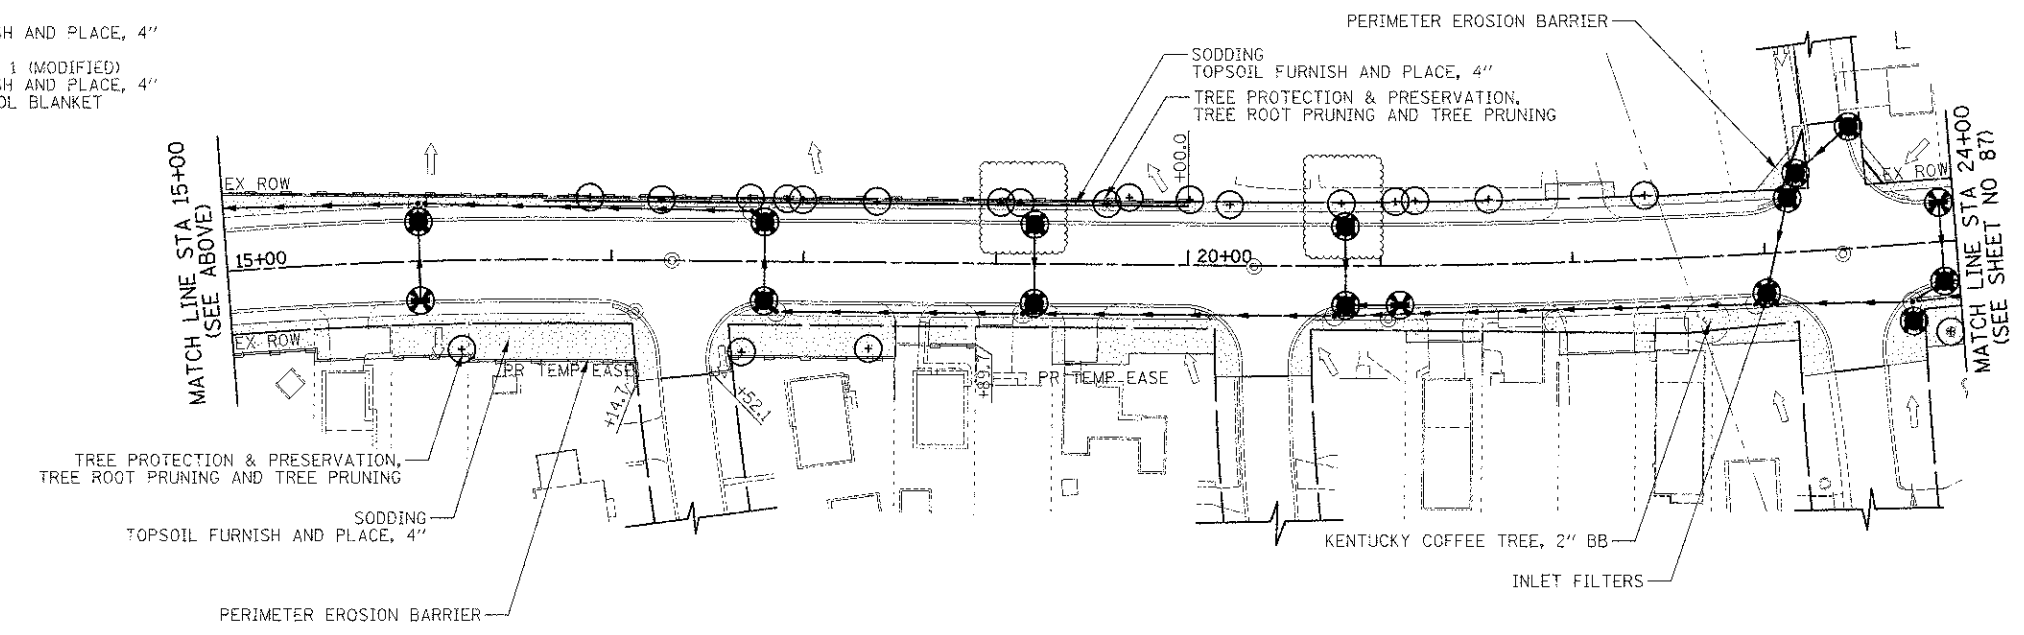 SH AND PLACE, 4"
1 (MODIFIED)
SH AND PLACE, 4"
OL BLANKET
PERIMETER EROSION BARRIER
SODDING
TOPSOIL FURNISH AND PLACE, 4"
TREE PROTECTION & PRESERVATION,
TREE ROOT PRUNING AND TREE PRUNING
+00.0
MATCH LINE STA 15+00
(SEE ABOVE)
EX ROW
EX ROW
15+00
20+00
MATCH LINE STA 24+00
(SEE SHEET NO 87)
EX ROW
PR TEMP EASE
PR TEMP EASE
+14.7
+52.1
TREE PROTECTION & PRESERVATION,
TREE ROOT PRUNING AND TREE PRUNING
SODDING
TOPSOIL FURNISH AND PLACE, 4"
PERIMETER EROSION BARRIER
KENTUCKY COFFEE TREE, 2" BB
INLET FILTERS